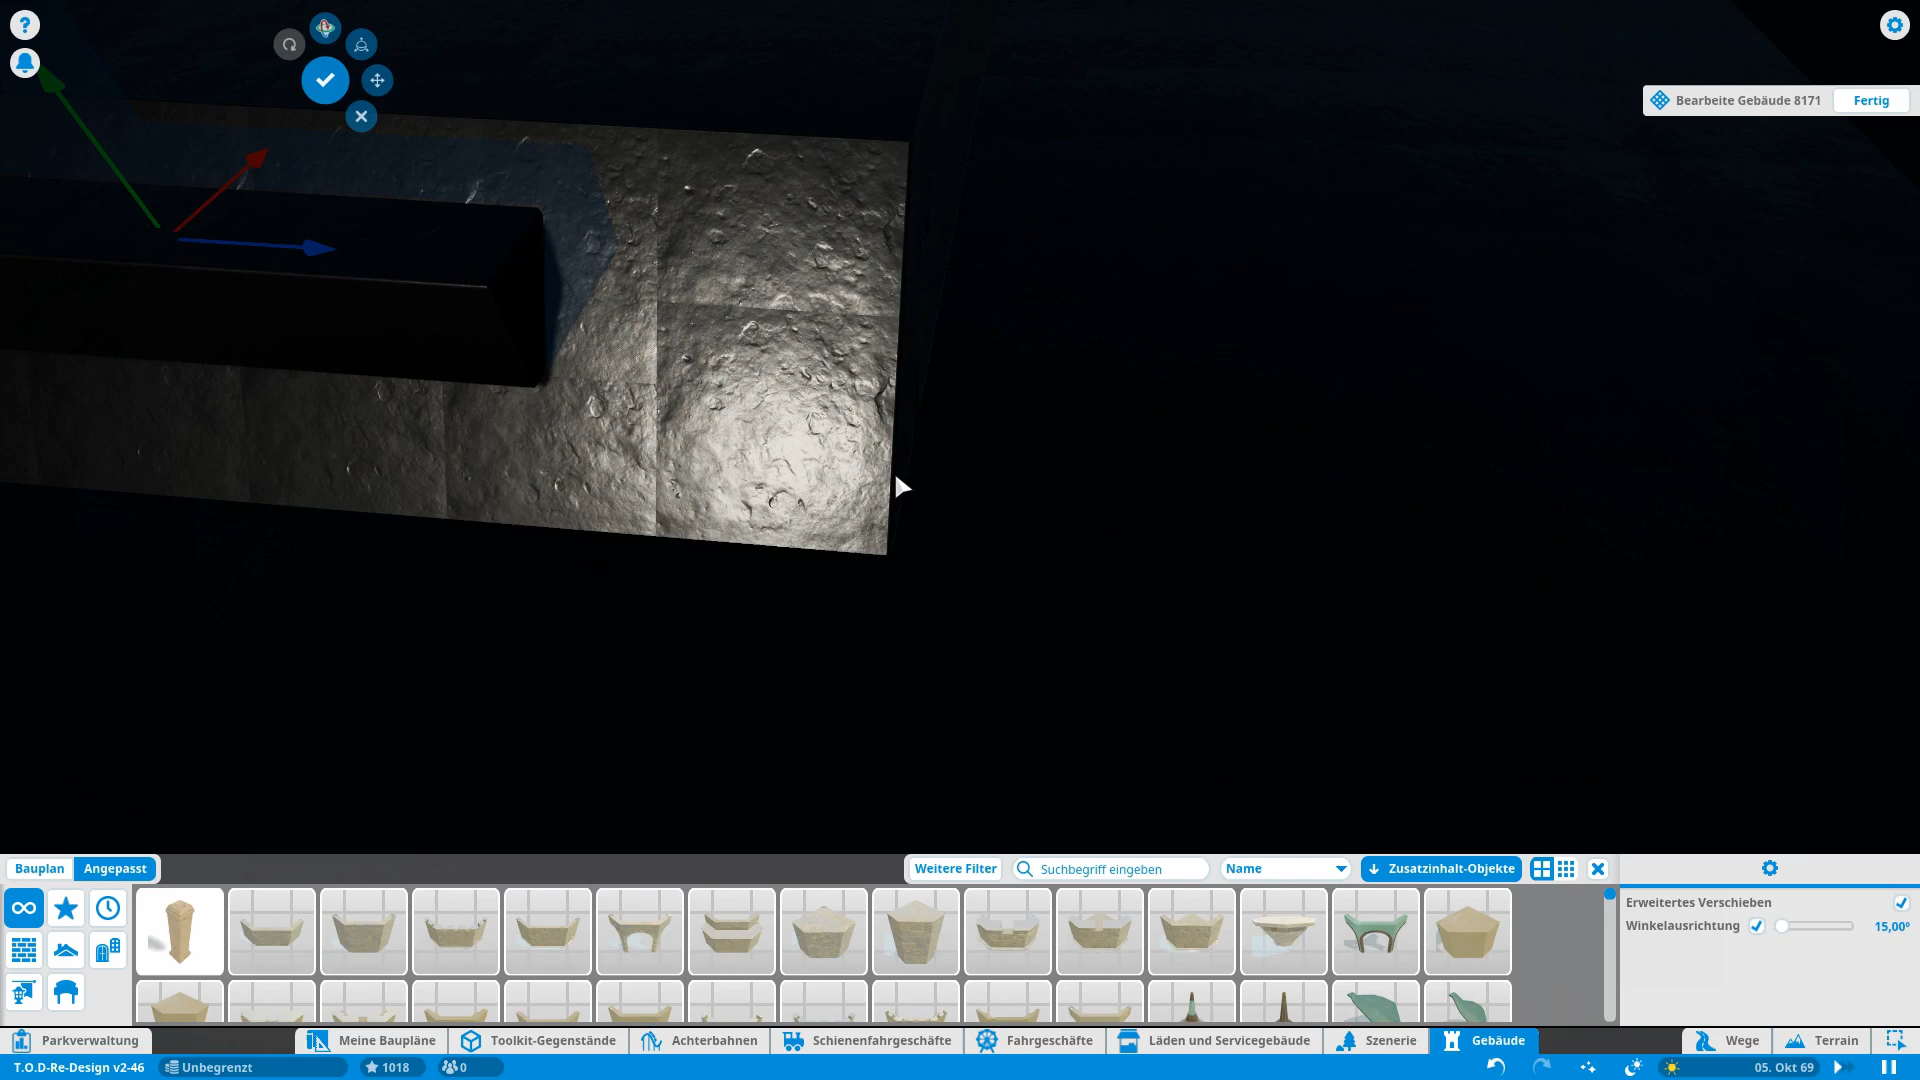 ?
Bearbeite Gebäude 8171 Fertig
Bauplan Angepasst Weitere Filter Suchbegriff eingeben Name Zusatzinhalt-Objekte
Erweitertes Verschieben
Winkelausrichtung 15,00º
Parkverwaltung Meine Baupläne Toolkit-Gegenstände Achterbahnen Schienenfahrgeschäfte Fahrgeschäfte Läden und Servicegebäude Szenerie Gebäude Wege Terrain
T.O.D-Re-Design v2-46 Unbegrenzt 1018 0 05. Okt 69